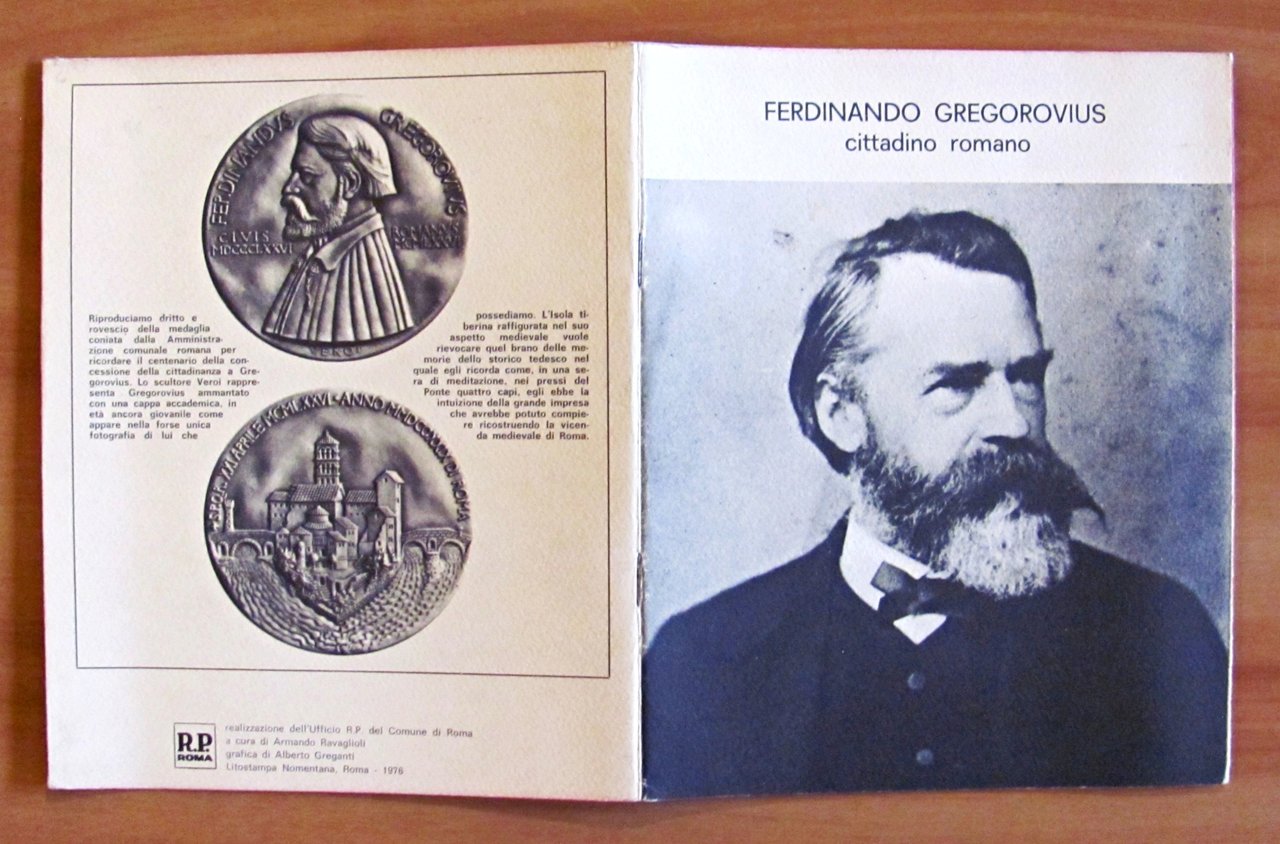 FERDINANDVS GREGOROVIUS
CIVIS ROMANVS
MDCCCLXXVI MCMLXXVI
VEROI
Riproduciamo dritto e
rovescio della medaglia
coniata dalla Amministra-
zione comunale romana per
ricordare il centenario della con-
cessione della cittadinanza a Gre-
gorovius. Lo scultore Veroi rappre-
senta Gregorovius ammantato
con una cappa accademica, in
età ancora giovanile come
appare nella forse unica
fotografia di lui che
possediamo. L'Isola ti-
berina raffigurata nel suo
aspetto medievale vuole
rievocare quel brano delle me-
morie dello storico tedesco nel
quale egli ricorda come, in una se-
ra di meditazione, nei pressi del
Ponte quattro capi, egli ebbe la
intuizione della grande impresa
che avrebbe potuto compie-
re ricostruendo la vicen-
da medievale di Roma.
APRILE MCMLXXVI · ANNO DI ROMA
R.P.
ROMA
realizzazione dell'Ufficio R.P. del Comune di Roma
a cura di Armando Ravaglioli
grafica di Alberto Greganti
Litostampa Nomentana, Roma - 1976
FERDINANDO GREGOROVIUS
cittadino romano